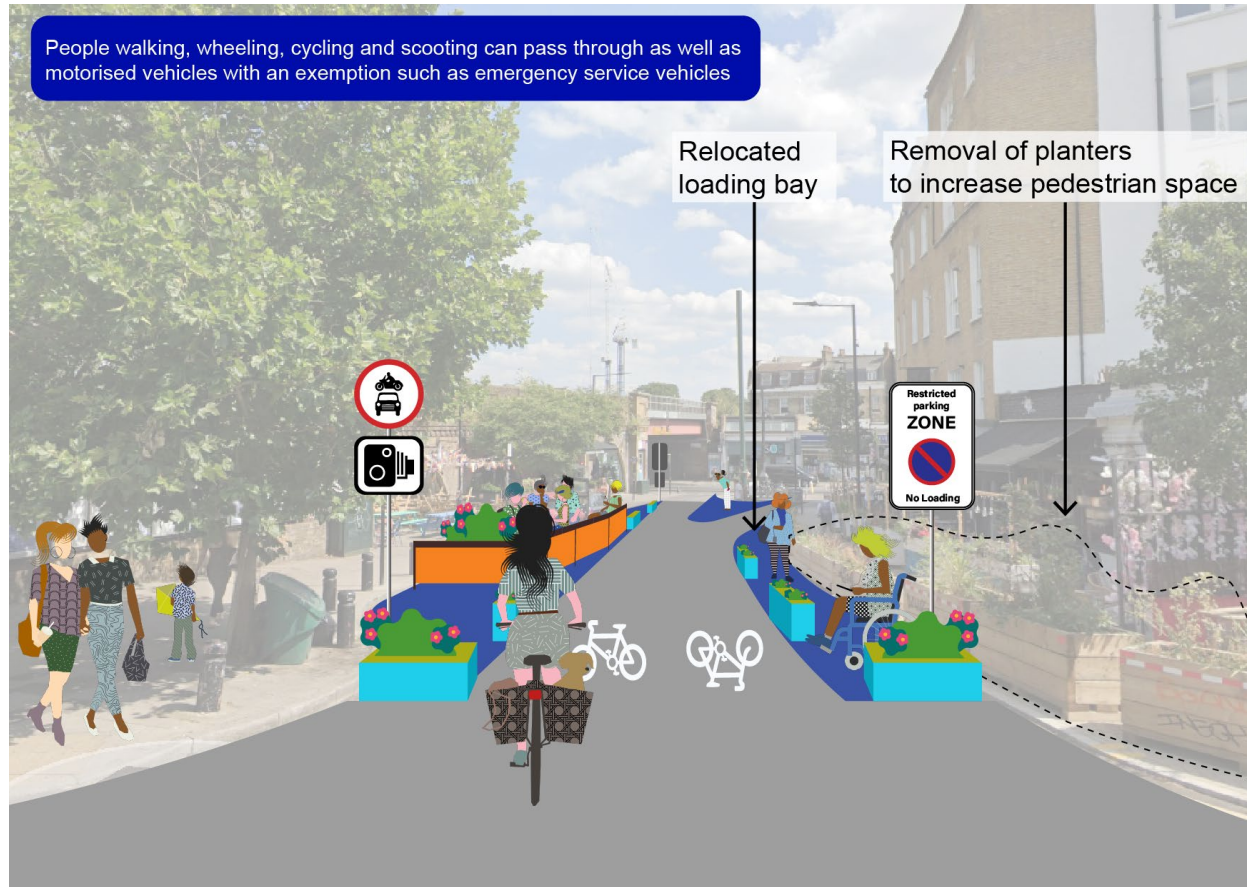 People walking, wheeling, cycling and scooting can pass through as well as
motorised vehicles with an exemption such as emergency service vehicles
Relocated
loading bay
Removal of planters
to increase pedestrian space
Restricted
parking
ZONE
No Loading